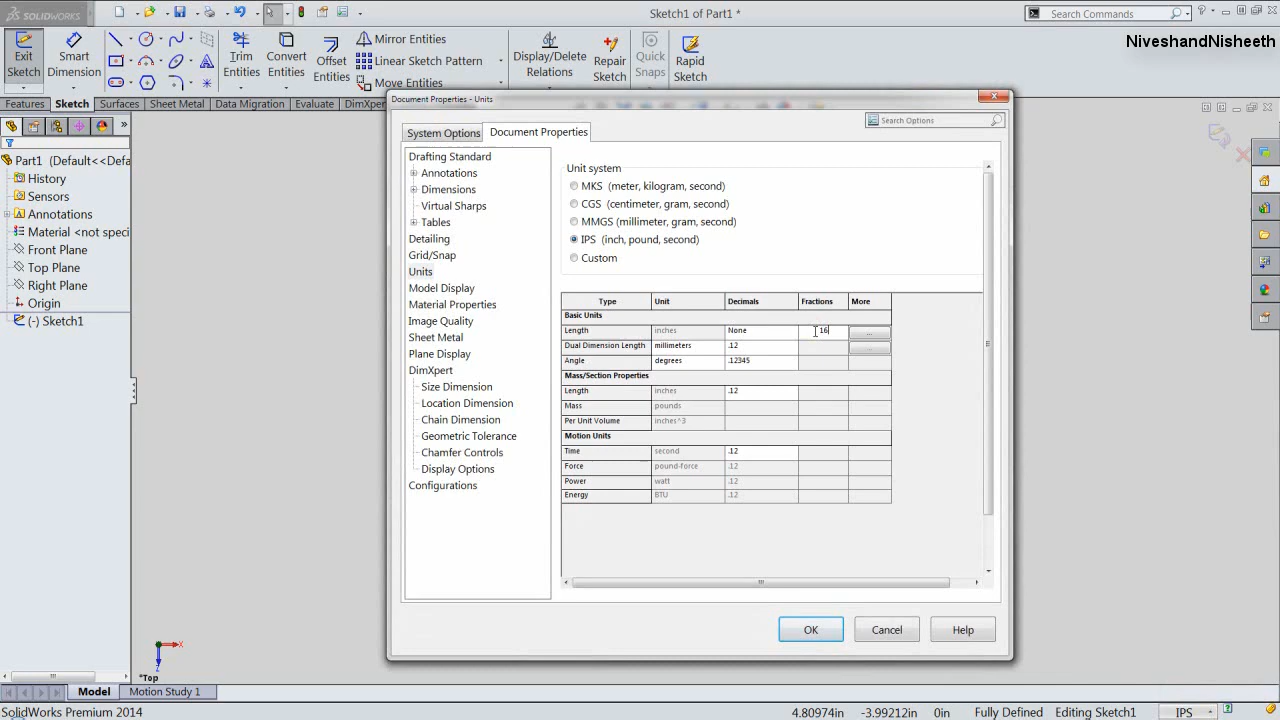 SOLIDWORKS
Sketch1 of Part1 *
Search Commands
NiveshandNisheeth
Exit Sketch
Smart Dimension
Trim Entities
Convert Entities
Offset Entities
Mirror Entities
Linear Sketch Pattern
Move Entities
Display/Delete Relations
Repair Sketch
Quick Snaps
Rapid Sketch
Features
Sketch
Surfaces
Sheet Metal
Data Migration
Evaluate
DimXpert
Part1 (Default<<Defa
History
Sensors
Annotations
Material <not speci
Front Plane
Top Plane
Right Plane
Origin
(-) Sketch1
Document Properties - Units
System Options
Document Properties
Search Options
Drafting Standard
Annotations
Dimensions
Virtual Sharps
Tables
Detailing
Grid/Snap
Units
Model Display
Material Properties
Image Quality
Sheet Metal
Plane Display
DimXpert
Size Dimension
Location Dimension
Chain Dimension
Geometric Tolerance
Chamfer Controls
Display Options
Configurations
Unit system
MKS (meter, kilogram, second)
CGS (centimeter, gram, second)
MMGS (millimeter, gram, second)
IPS (inch, pound, second)
Custom
Type Unit Decimals Fractions More
Basic Units
Length inches None 16 ...
Dual Dimension Length millimeters .12 ...
Angle degrees .12345
Mass/Section Properties
Length inches .12
Mass pounds
Per Unit Volume inches^3
Motion Units
Time second .12
Force pound-force .12
Power watt .12
Energy BTU .12
OK
Cancel
Help
X
Z
*Top
Model
Motion Study 1
SolidWorks Premium 2014
4.80974in
-3.99212in
0in
Fully Defined
Editing Sketch1
IPS